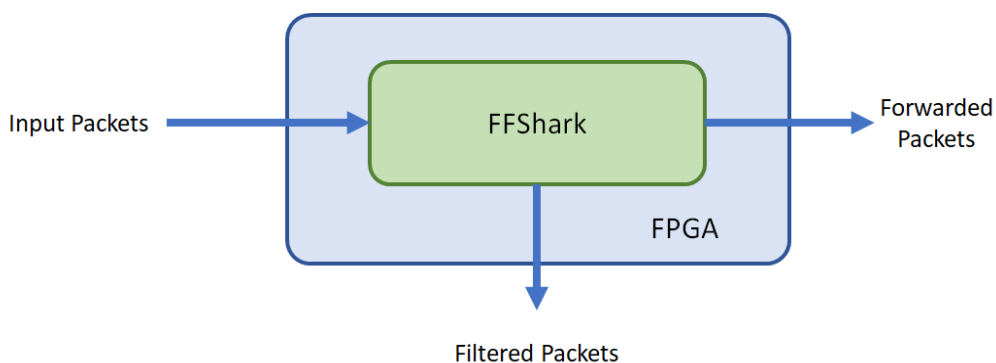 Input Packets
FFShark
Forwarded
Packets
FPGA
Filtered Packets